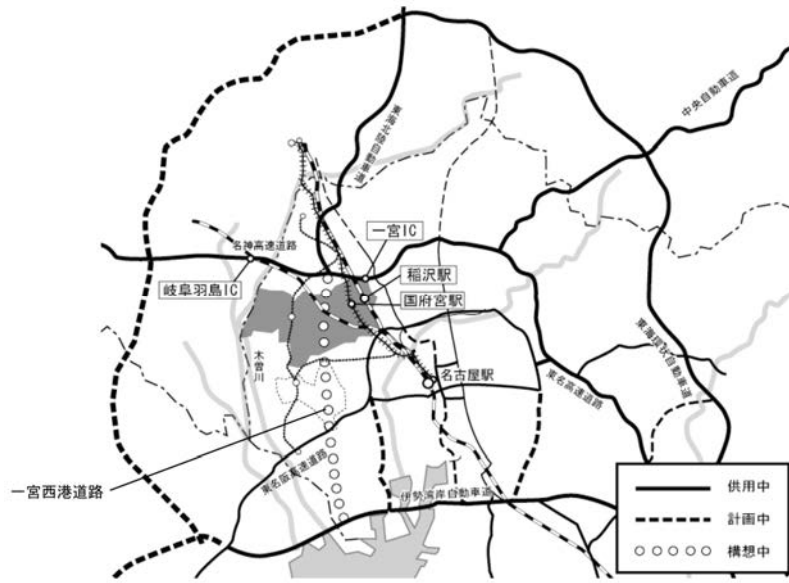 中央自動車道
東海北陸自動車道
一宮IC
名神高速道路
稲沢駅
岐阜羽島IC
国府宮駅
木曽川
東海環状自動車道
名古屋駅
東名高速道路
東名阪高速道路
一宮西港道路
伊勢湾岸自動車道
供用中
計画中
構想中